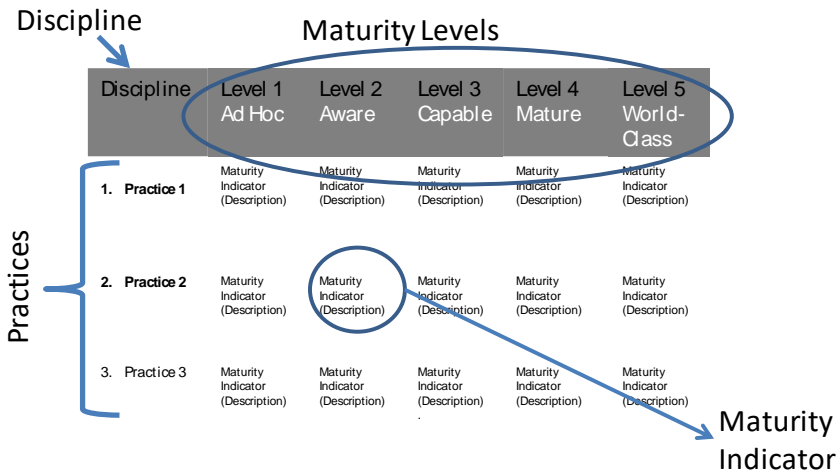 Discipline
Maturity Levels
Discipline Level 1 Level 2 Level 3 Level 4 Level 5
Ad Hoc Aware Capable Mature World-
Class
Maturity Maturity Maturity Maturity Maturity
1. Practice 1 Indicator Indicator Indicator Indicator Indicator
(Description) (Description) (Description) (Description) (Description)
Practices
2. Practice 2 Maturity Maturity Maturity Maturity Maturity
Indicator Indicator Indicator Indicator Indicator
(Description) (Description) (Description) (Description) (Description)
3. Practice 3 Maturity Maturity Maturity Maturity Maturity
Indicator Indicator Indicator Indicator Indicator
(Description) (Description) (Description) (Description) (Description)
.
Maturity
Indicator